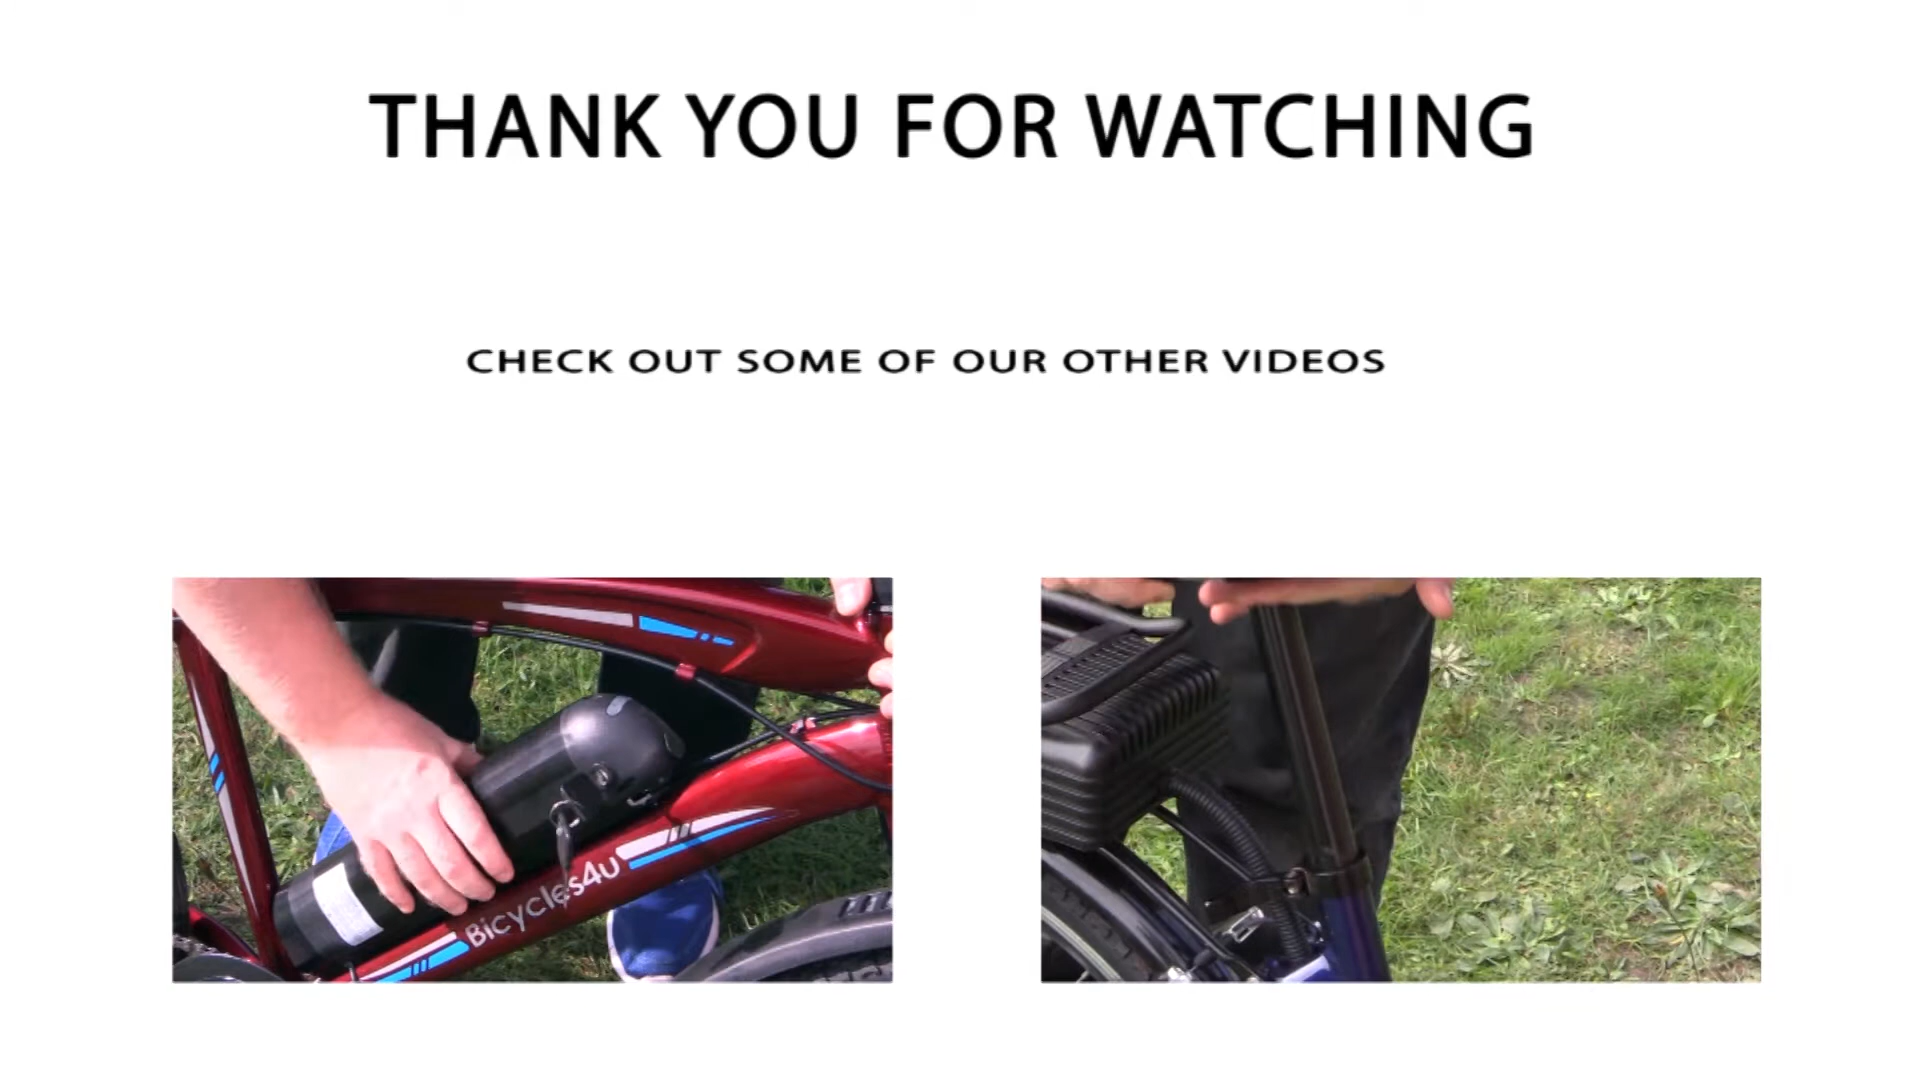 THANK YOU FOR WATCHING
CHECK OUT SOME OF OUR OTHER VIDEOS
Bicycles4u